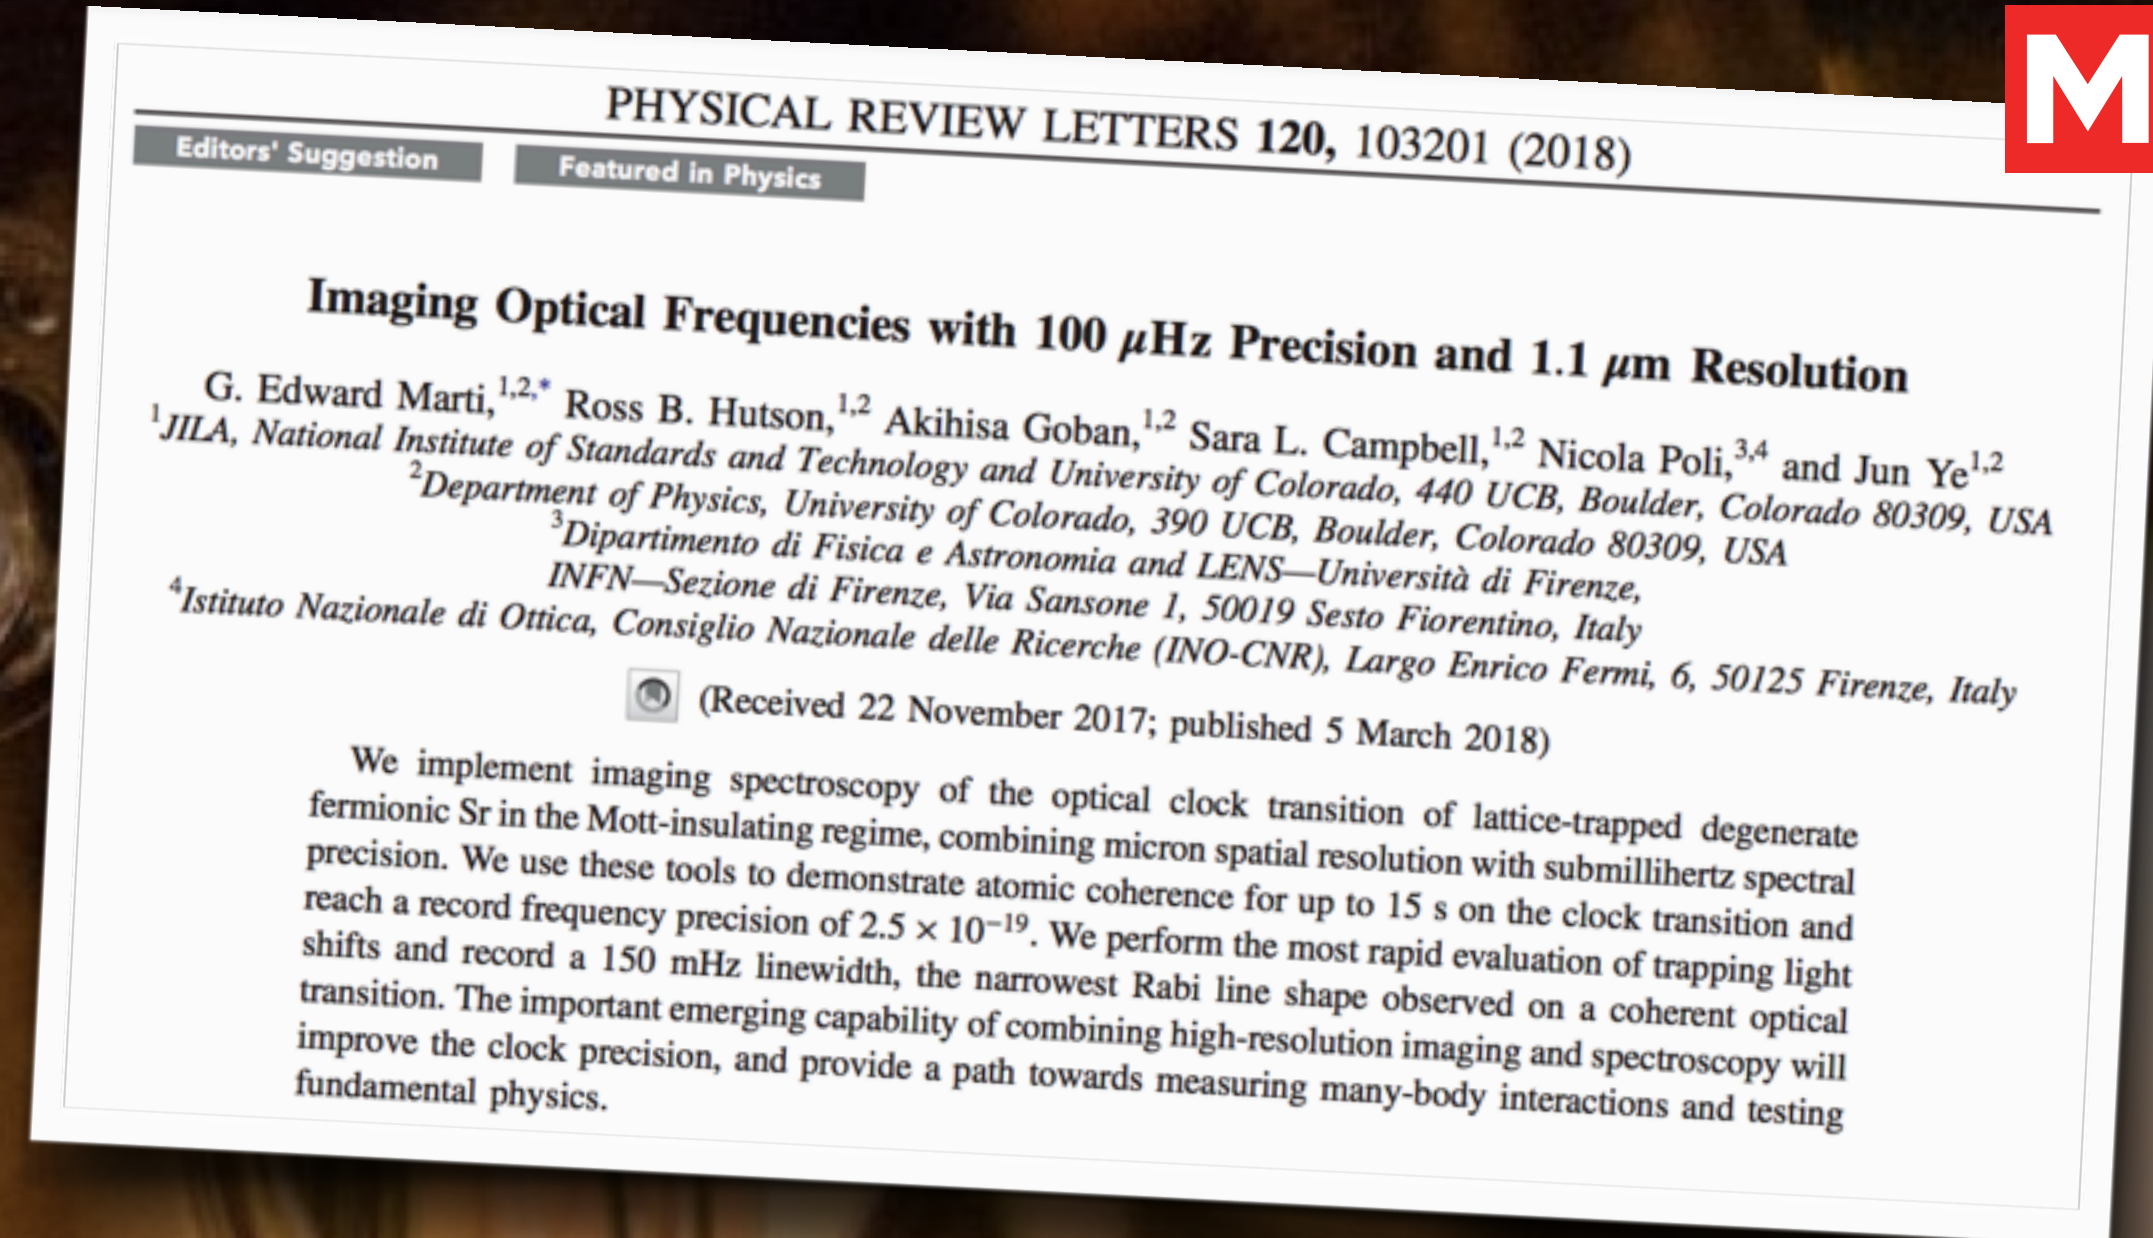 M
PHYSICAL REVIEW LETTERS 120, 103201 (2018)
Editors' Suggestion
Featured in Physics
Imaging Optical Frequencies with 100 μHz Precision and 1.1 μm Resolution
G. Edward Marti,1,2,* Ross B. Hutson,1,2 Akihisa Goban,1,2 Sara L. Campbell,1,2 Nicola Poli,3,4 and Jun Ye1,2
1JILA, National Institute of Standards and Technology and University of Colorado, 440 UCB, Boulder, Colorado 80309, USA
2Department of Physics, University of Colorado, 390 UCB, Boulder, Colorado 80309, USA
3Dipartimento di Fisica e Astronomia and LENS—Università di Firenze,
INFN—Sezione di Firenze, Via Sansone 1, 50019 Sesto Fiorentino, Italy
4Istituto Nazionale di Ottica, Consiglio Nazionale delle Ricerche (INO-CNR), Largo Enrico Fermi, 6, 50125 Firenze, Italy
(Received 22 November 2017; published 5 March 2018)
We implement imaging spectroscopy of the optical clock transition of lattice-trapped degenerate
fermionic Sr in the Mott-insulating regime, combining micron spatial resolution with submillihertz spectral
precision. We use these tools to demonstrate atomic coherence for up to 15 s on the clock transition and
reach a record frequency precision of 2.5 × 10−19. We perform the most rapid evaluation of trapping light
shifts and record a 150 mHz linewidth, the narrowest Rabi line shape observed on a coherent optical
transition. The important emerging capability of combining high-resolution imaging and spectroscopy will
improve the clock precision, and provide a path towards measuring many-body interactions and testing
fundamental physics.